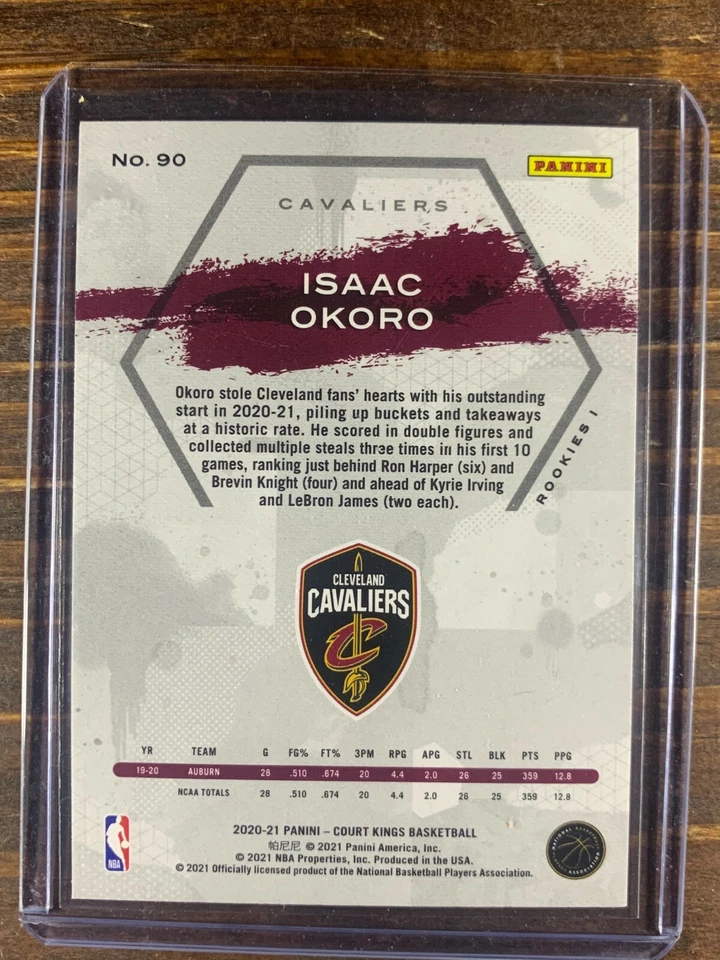 No. 90
PANINI
CAVALIERS
ISAAC
OKORO
Okoro stole Cleveland fans' hearts with his outstanding
start in 2020-21, piling up buckets and takeaways
at a historic rate. He scored in double figures and
collected multiple steals three times in his first 10
games, ranking just behind Ron Harper (six) and
Brevin Knight (four) and ahead of Kyrie Irving
and LeBron James (two each).
ROOKIES I
CLEVELAND
CAVALIERS
C
YR TEAM G FG% FT% 3PM RPG APG STL BLK PTS PPG
19-20 AUBURN 28 .510 .674 20 4.4 2.0 26 25 359 12.8
NCAA TOTALS 28 .510 .674 20 4.4 2.0 26 25 359 12.8
2020-21 PANINI – COURT KINGS BASKETBALL
帕尼尼 © 2021 Panini America, Inc.
© 2021 NBA Properties, Inc. Produced in the USA.
© 2021 Officially licensed product of the National Basketball Players Association.
NBA
NATIONAL BASKETBALL
ASSOCIATION